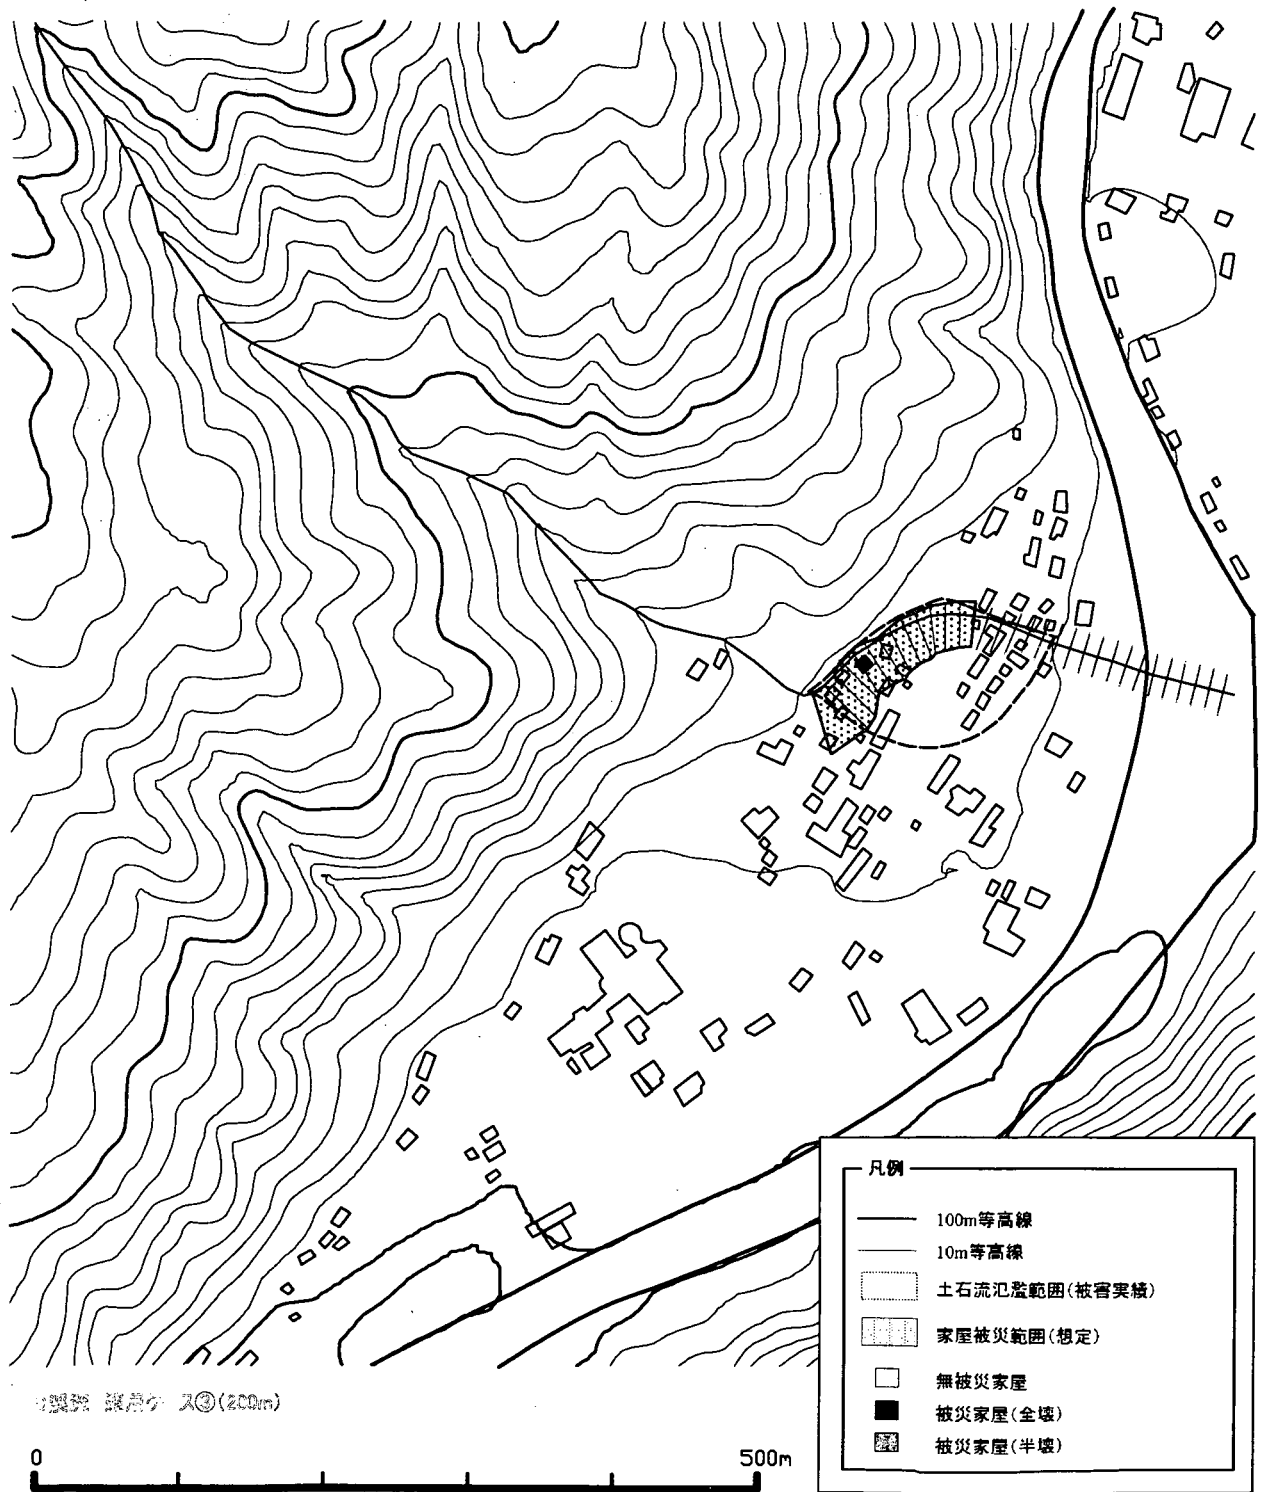 凡例
100m等高線
10m等高線
土石流氾濫範囲(被害実績)
家屋被災範囲(想定)
無被災家屋
被災家屋(全壊)
被災家屋(半壊)
ス③(200m)
0 500m